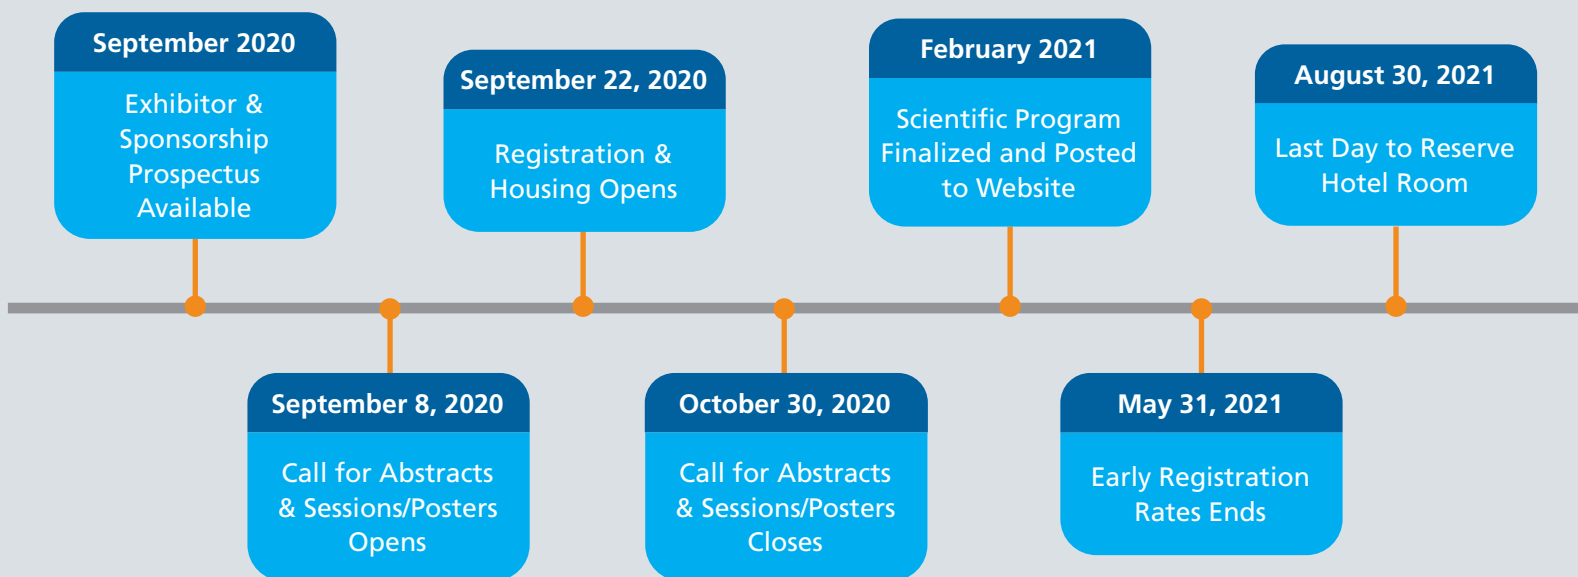 September 2020
Exhibitor &
Sponsorship
Prospectus
Available
September 8, 2020
Call for Abstracts
& Sessions/Posters
Opens
September 22, 2020
Registration &
Housing Opens
October 30, 2020
Call for Abstracts
& Sessions/Posters
Closes
February 2021
Scientific Program
Finalized and Posted
to Website
May 31, 2021
Early Registration
Rates Ends
August 30, 2021
Last Day to Reserve
Hotel Room